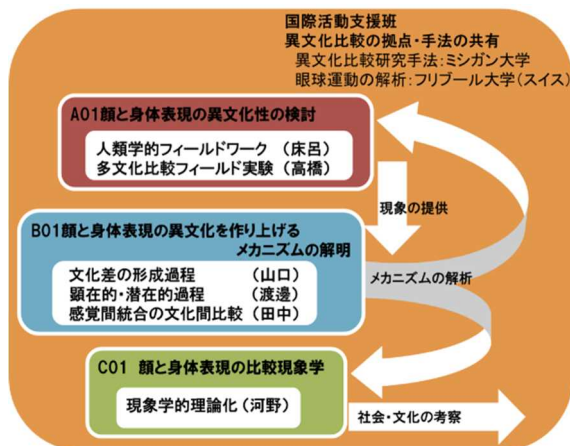 国際活動支援班
異文化比較の拠点・手法の共有
異文化比較研究手法:ミシガン大学
眼球運動の解析:フリブール大学(スイス)
A01顔と身体表現の異文化性の検討
人類学的フィールドワーク (床呂)
多文化比較フィールド実験 (高橋)
現象の提供
B01顔と身体表現の異文化を作り上げる
メカニズムの解明
文化差の形成過程 (山口)
顕在的・潜在的過程 (渡邊)
感覚間統合の文化間比較 (田中)
メカニズムの解析
C01 顔と身体表現の比較現象学
現象学的理論化(河野)
社会・文化の考察